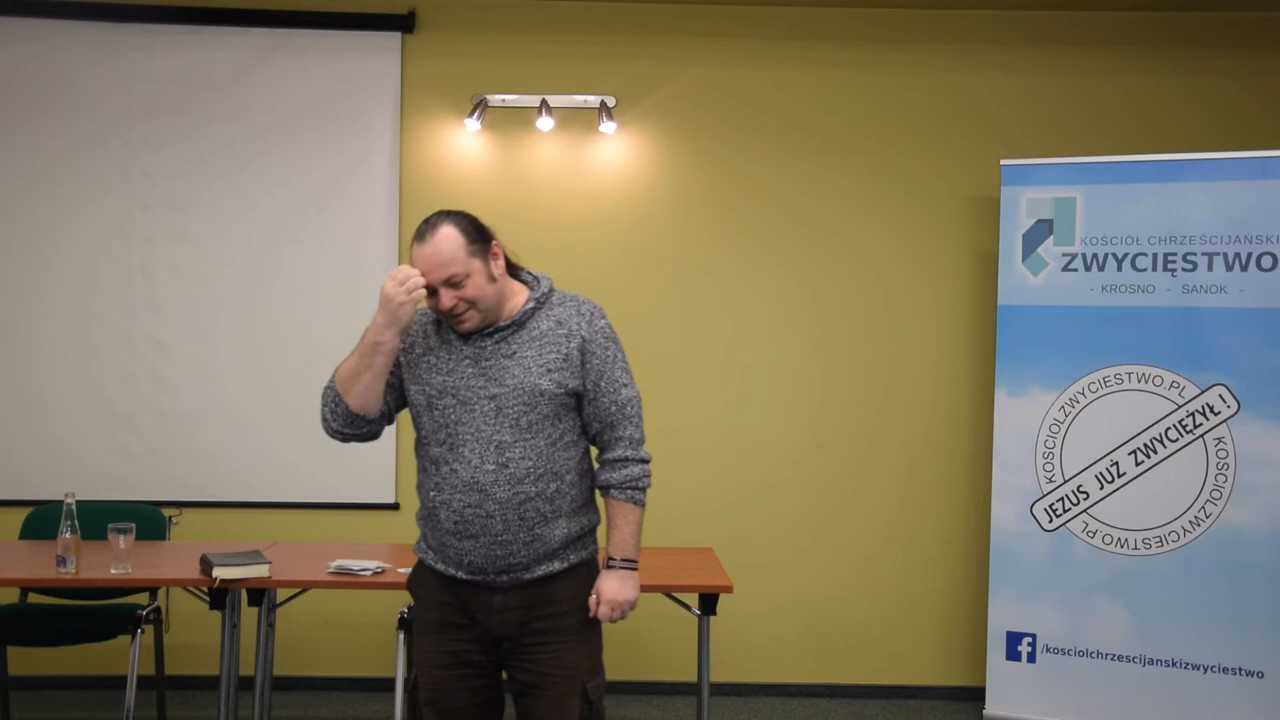 KOŚCIÓŁ CHRZEŚCIJAŃSKI
ZWYCIĘSTWO
- KROSNO - SANOK -
KOSCIOLZWYCIESTWO.PL
JEZUS JUŻ ZWYCIĘŻYŁ !
KOSCIOLZWYCIESTWO.PL
f /kosciolchrzescijanskizwyciestwo